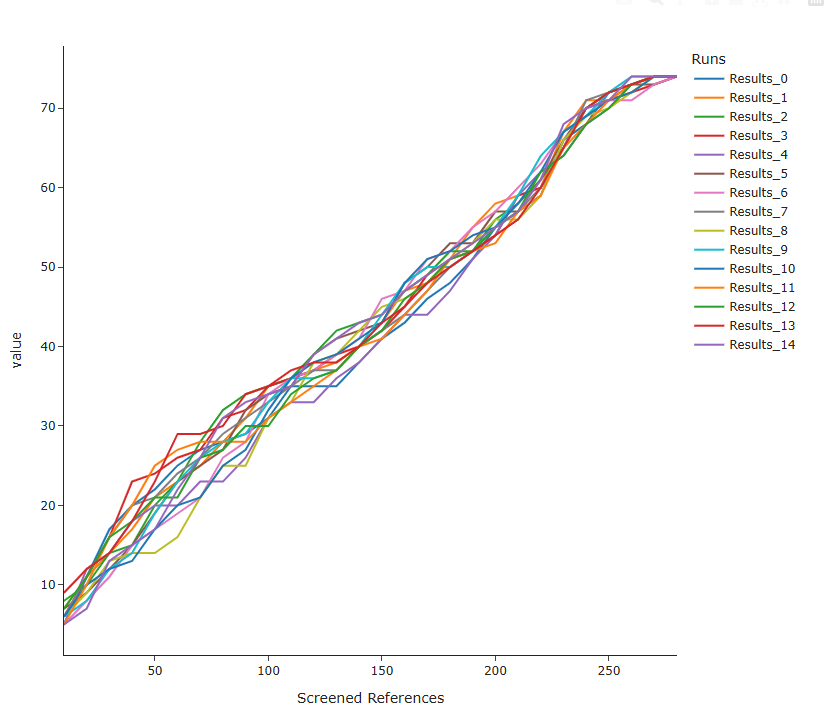 Runs
Results_0
Results_1
Results_2
Results_3
Results_4
Results_5
Results_6
Results_7
Results_8
Results_9
Results_10
Results_11
Results_12
Results_13
Results_14
value
70
60
50
40
30
20
10
50
100
150
200
250
Screened References